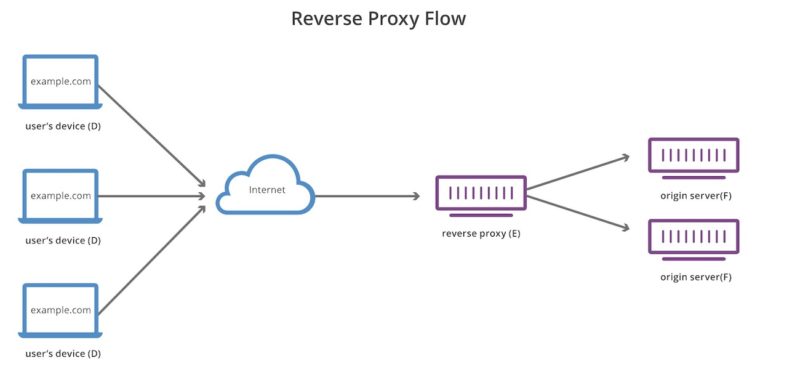 Reverse Proxy Flow
example.com
user's device (D)
example.com
user's device (D)
example.com
user's device (D)
Internet
reverse proxy (E)
origin server(F)
origin server(F)